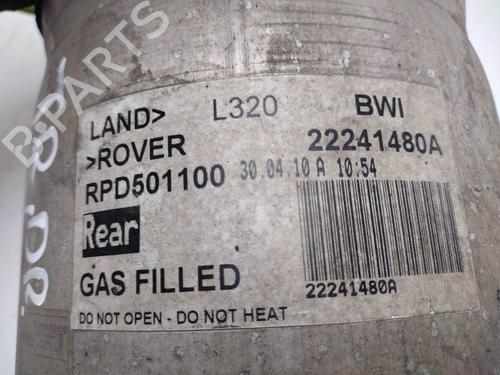 LAND> L320 BWI
>ROVER 22241480A
RPD501100 30.04.10 A 10:54
Rear
GAS FILLED
22241480A
DO NOT OPEN - DO NOT HEAT
B-PARTS